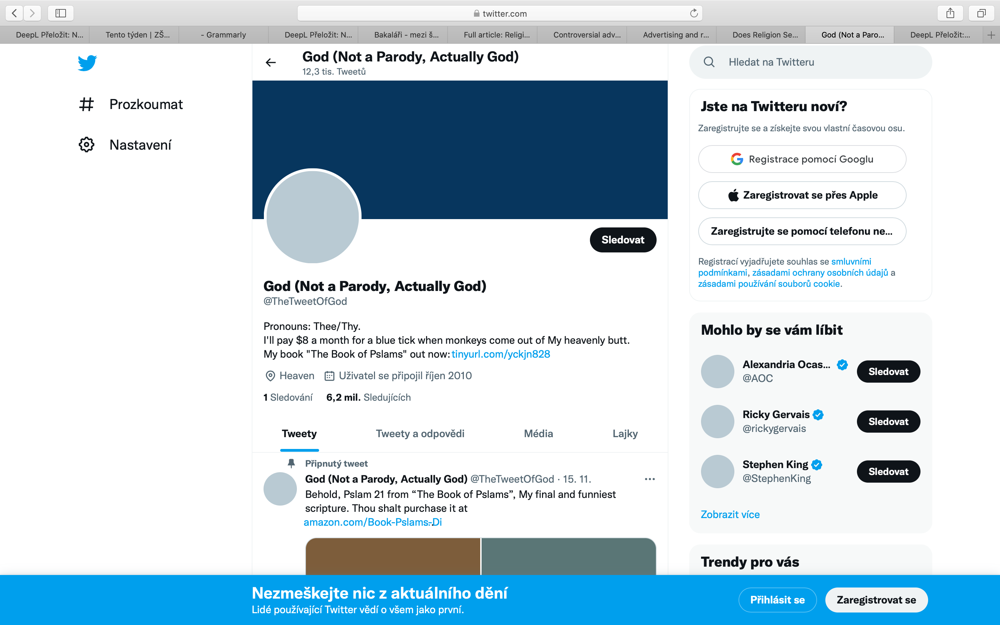 twitter.com
DeepL Přeložit: N...
Tento týden | ZŠ...
- Grammarly
DeepL Přeložit: N...
Bakaláři - mezi š...
Full article: Religi...
Controversial adv...
Advertising and r...
Does Religion Se...
God (Not a Paro...
DeepL Přeložit:...
Prozkoumat
Nastavení
God (Not a Parody, Actually God)
12,3 tis. Tweetů
Sledovat
God (Not a Parody, Actually God)
@TheTweetOfGod
Pronouns: Thee/Thy.
I'll pay $8 a month for a blue tick when monkeys come out of My heavenly butt.
My book "The Book of Pslams" out now: tinyurl.com/yckjn828
Heaven Uživatel se připojil říjen 2010
1 Sledování 6,2 mil. Sledujících
Tweety Tweety a odpovědi Média Lajky
Připnutý tweet
God (Not a Parody, Actually God) @TheTweetOfGod · 15. 11.
Behold, Pslam 21 from “The Book of Pslams”, My final and funniest
scripture. Thou shalt purchase it at
amazon.com/Book-Pslams-Di
Hledat na Twitteru
Jste na Twitteru noví?
Zaregistrujte se a získejte svou vlastní časovou osu.
Registrace pomocí Googlu
Zaregistrovat se přes Apple
Zaregistrujte se pomocí telefonu ne...
Registrací vyjadřujete souhlas se smluvními
podmínkami, zásadami ochrany osobních údajů a
zásadami používání souborů cookie.
Mohlo by se vám líbit
Alexandria Ocas...
@AOC
Sledovat
Ricky Gervais
@rickygervais
Sledovat
Stephen King
@StephenKing
Sledovat
Zobrazit více
Trendy pro vás
Nezmeškejte nic z aktuálního dění
Lidé používající Twitter vědí o všem jako první.
Přihlásit se
Zaregistrovat se